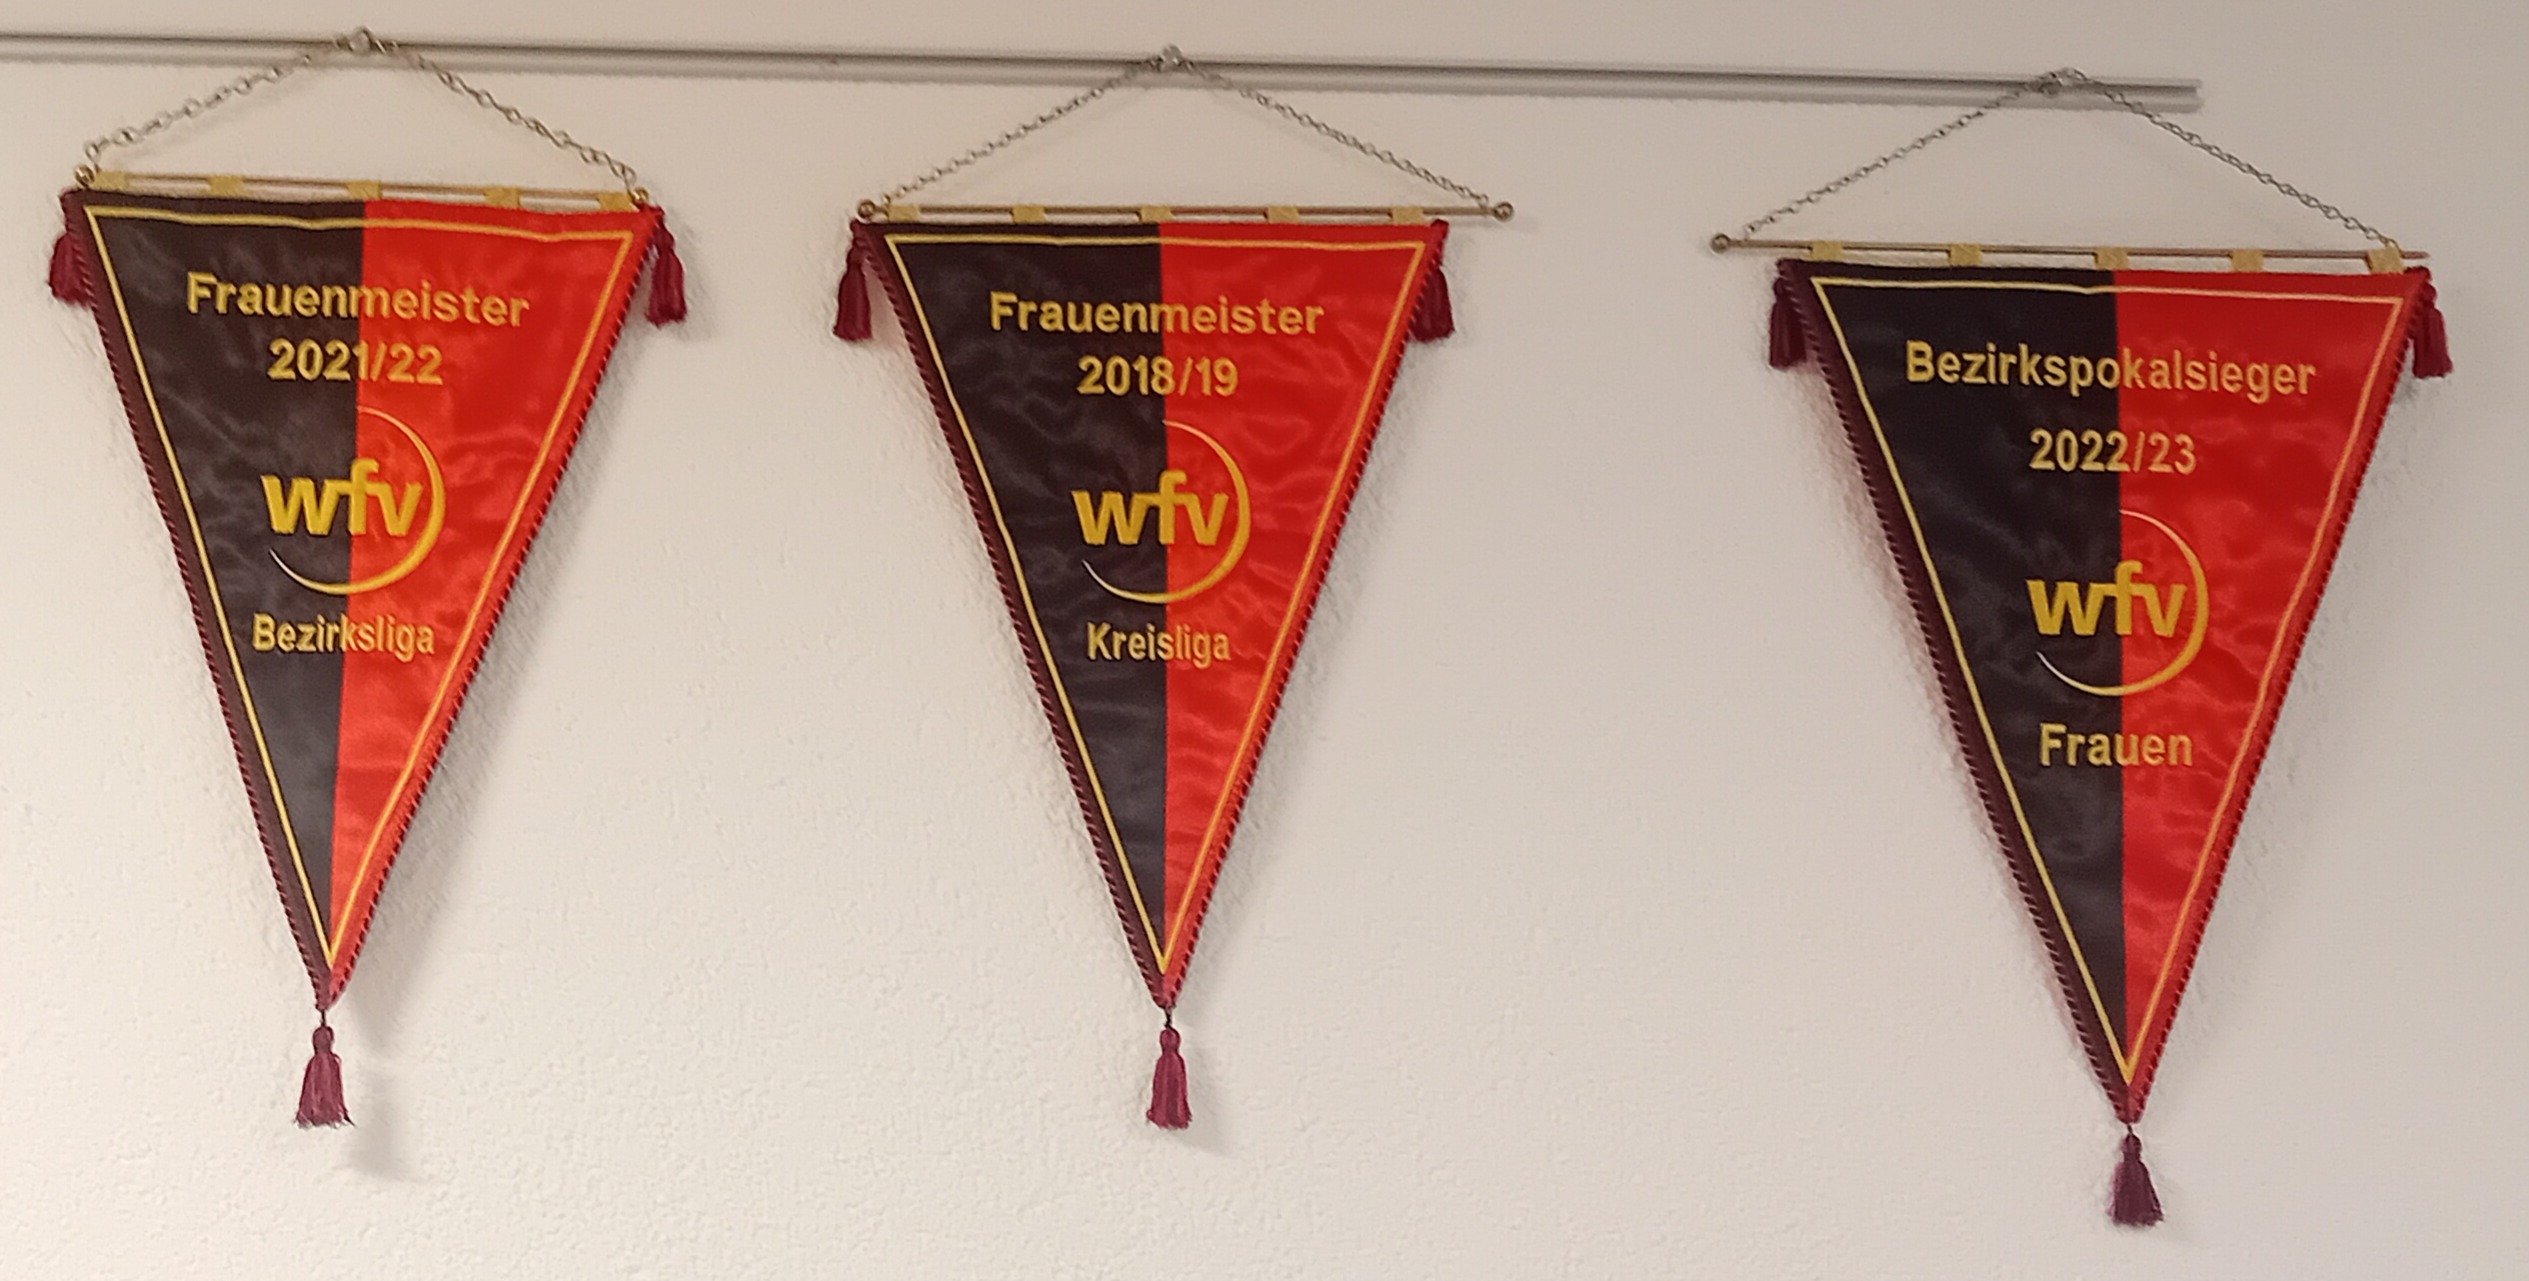 Frauenmeister
2021/22
wfv
Bezirksliga
Frauenmeister
2018/19
wfv
Kreisliga
Bezirkspokalsieger
2022/23
wfv
Frauen